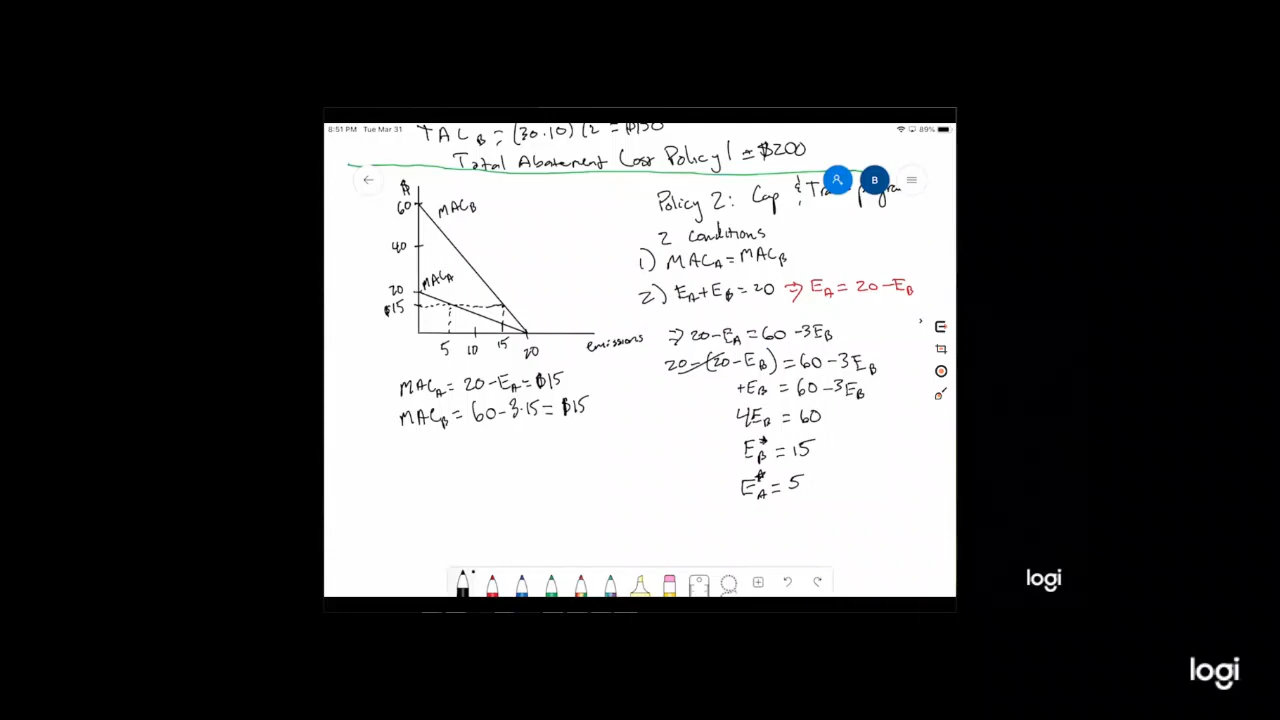 8:51 PM Tue Mar 31
89%
TAC_B = (30·10)/2 = $150
Total Abatement Cost Policy 1 = $200
$
60
MAC_B
40
MAC_A
20
$15
5 10 15 20
emissions
MAC_A = 20 - E_A = $15
MAC_B = 60 - 3·15 = $15
B
Policy 2: Cap &
2 conditions
1) MAC_A = MAC_B
2) E_A + E_B = 20 ⇒ E_A = 20 - E_B
⇒ 20 - E_A = 60 - 3E_B
20 - (20 - E_B) = 60 - 3E_B
+E_B = 60 - 3E_B
4E_B = 60
E_B* = 15
E_A* = 5
logi
logi